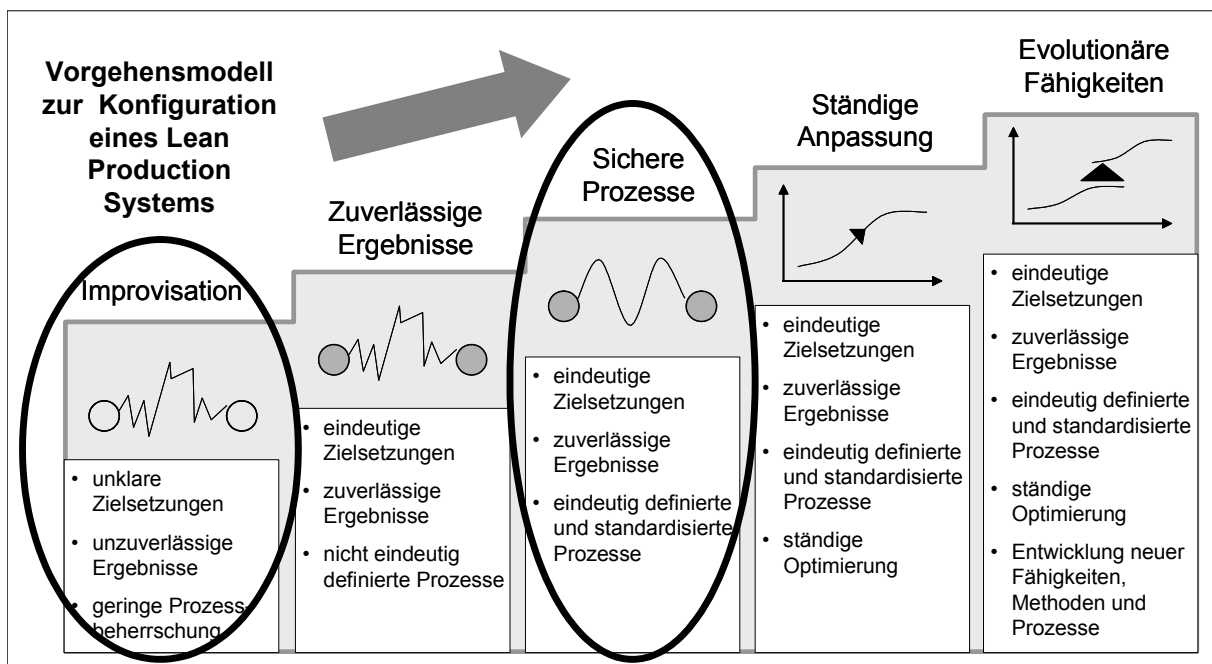 Vorgehensmodell
zur Konfiguration
eines Lean
Production
Systems
Improvisation
• unklare
Zielsetzungen
• unzuverlässige
Ergebnisse
• geringe Prozess-
beherrschung
Zuverlässige
Ergebnisse
• eindeutige
Zielsetzungen
• zuverlässige
Ergebnisse
• nicht eindeutig
definierte Prozesse
Sichere
Prozesse
• eindeutige
Zielsetzungen
• zuverlässige
Ergebnisse
• eindeutig definierte
und standardisierte
Prozesse
Ständige
Anpassung
• eindeutige
Zielsetzungen
• zuverlässige
Ergebnisse
• eindeutig definierte
und standardisierte
Prozesse
• ständige
Optimierung
Evolutionäre
Fähigkeiten
• eindeutige
Zielsetzungen
• zuverlässige
Ergebnisse
• eindeutig definierte
und standardisierte
Prozesse
• ständige
Optimierung
• Entwicklung neuer
Fähigkeiten,
Methoden und
Prozesse